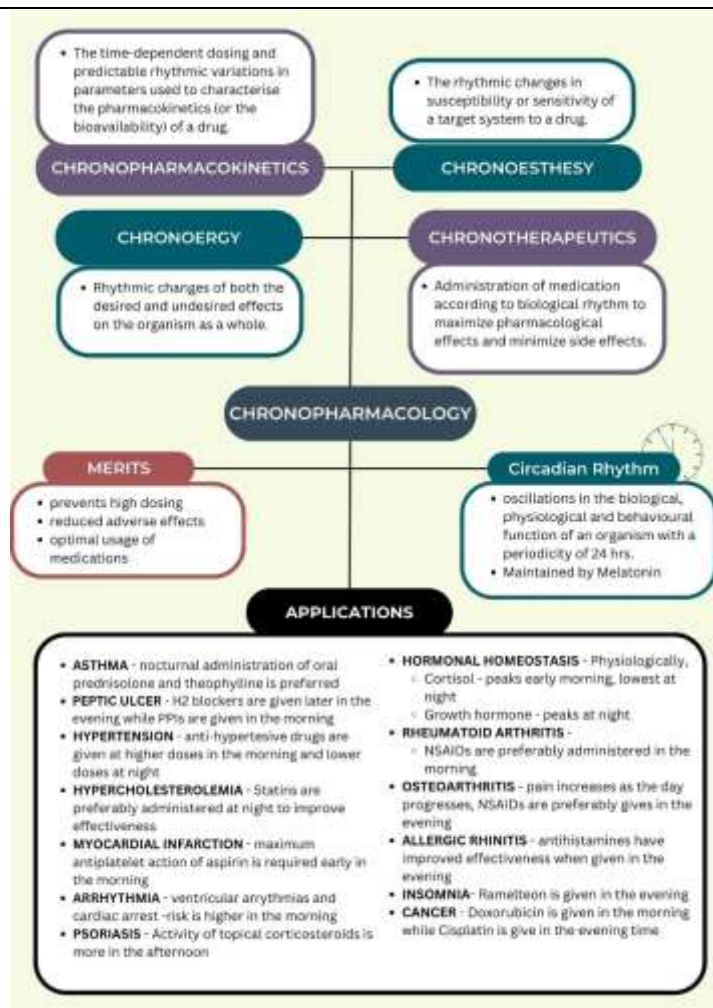 • The time-dependent dosing and
predictable rhythmic variations in
parameters used to characterise
the pharmacokinetics (or the
bioavailability) of a drug.
CHRONOPHARMACOKINETICS
• The rhythmic changes in
susceptibility or sensitivity of
a target system to a drug.
CHRONOESTHESY
CHRONOERGY
• Rhythmic changes of both the
desired and undesired effects
on the organism as a whole.
CHRONOTHERAPEUTICS
• Administration of medication
according to biological rhythm to
maximize pharmacological
effects and minimize side effects.
CHRONOPHARMACOLOGY
MERITS
• prevents high dosing
• reduced adverse effects
• optimal usage of
medications
Circadian Rhythm
• oscillations in the biological,
physiological and behavioural
function of an organism with a
periodicity of 24 hrs.
• Maintained by Melatonin
APPLICATIONS
• ASTHMA - nocturnal administration of oral
prednisolone and theophylline is preferred
• PEPTIC ULCER - H2 blockers are given later in the
evening while PPIs are given in the morning
• HYPERTENSION - anti-hypertesive drugs are
given at higher doses in the morning and lower
doses at night
• HYPERCHOLESTEROLEMIA - Statins are
preferably administered at night to improve
effectiveness
• MYOCARDIAL INFARCTION - maximum
antiplatelet action of aspirin is required early in
the morning
• ARRHYTHMIA - ventricular arrythmias and
cardiac arrest -risk is higher in the morning
• PSORIASIS - Activity of topical corticosteroids is
more in the afternoon
• HORMONAL HOMEOSTASIS - Physiologically,
◦ Cortisol - peaks early morning, lowest at
night
◦ Growth hormone - peaks at night
• RHEUMATOID ARTHRITIS -
◦ NSAIDs are preferably administered in the
morning
• OSTEOARTHRITIS - pain increases as the day
progresses, NSAIDs are preferably gives in the
evening
• ALLERGIC RHINITIS - antihistamines have
improved effectiveness when given in the
evening
• INSOMNIA- Ramelteon is given in the evening
• CANCER - Doxorubicin is given in the morning
while Cisplatin is give in the evening time